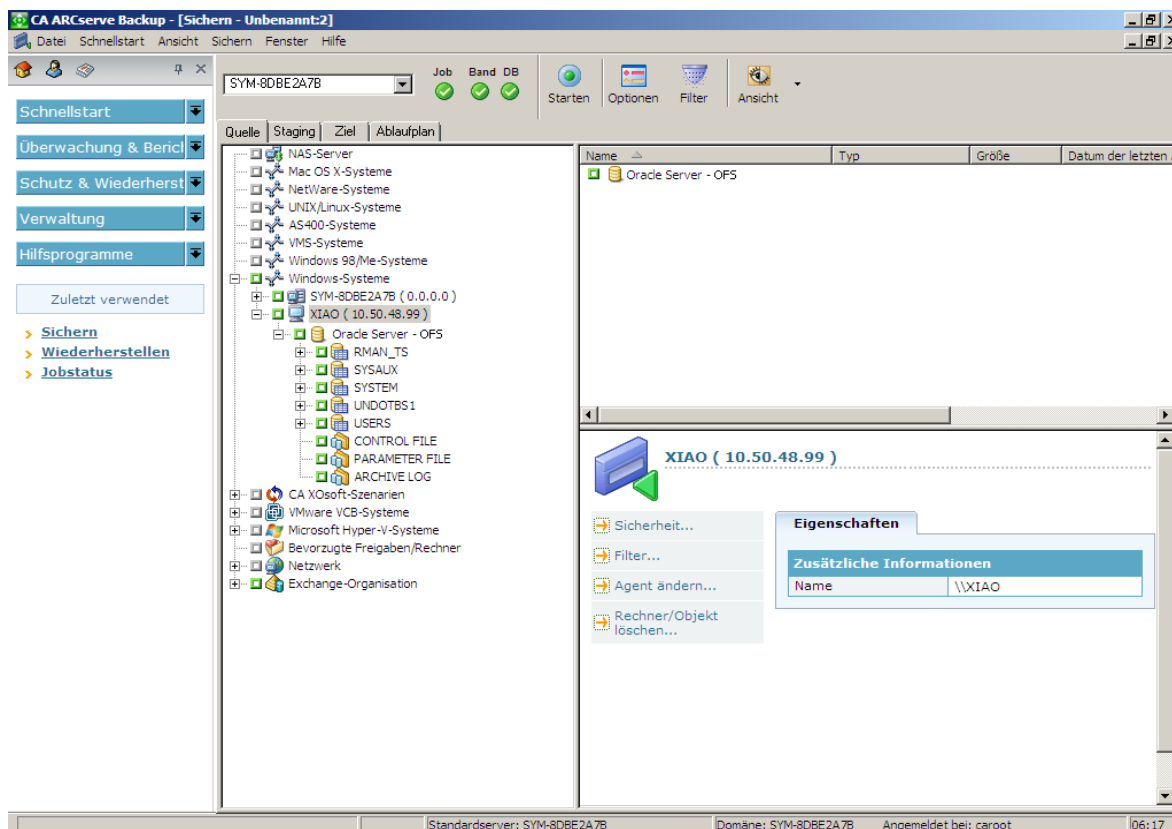 CA ARCserve Backup - [Sichern - Unbenannt:2]
Datei Schnellstart Ansicht Sichern Fenster Hilfe
Schnellstart
Überwachung & Bericl
Schutz & Wiederherst
Verwaltung
Hilfsprogramme
Zuletzt verwendet
Sichern
Wiederherstellen
Jobstatus
SYM-8DBE2A7B
Job Band DB
Starten Optionen Filter Ansicht
Quelle Staging Ziel Ablaufplan
NAS-Server
Mac OS X-Systeme
NetWare-Systeme
UNIX/Linux-Systeme
AS400-Systeme
VMS-Systeme
Windows 98/Me-Systeme
Windows-Systeme
SYM-8DBE2A7B ( 0.0.0.0 )
XIAO ( 10.50.48.99 )
Oracle Server - OFS
RMAN_TS
SYSAUX
SYSTEM
UNDOTBS1
USERS
CONTROL FILE
PARAMETER FILE
ARCHIVE LOG
CA XOsoft-Szenarien
VMware VCB-Systeme
Microsoft Hyper-V-Systeme
Bevorzugte Freigaben/Rechner
Netzwerk
Exchange-Organisation
Name Typ Größe Datum der letzten
Oracle Server - OFS
XIAO ( 10.50.48.99 )
Sicherheit...
Filter...
Agent ändern...
Rechner/Objekt
löschen...
Eigenschaften
Zusätzliche Informationen
Name \\XIAO
Standardserver: SYM-8DBE2A7B Domäne: SYM-8DBE2A7B Angemeldet bei: caroot 06:17